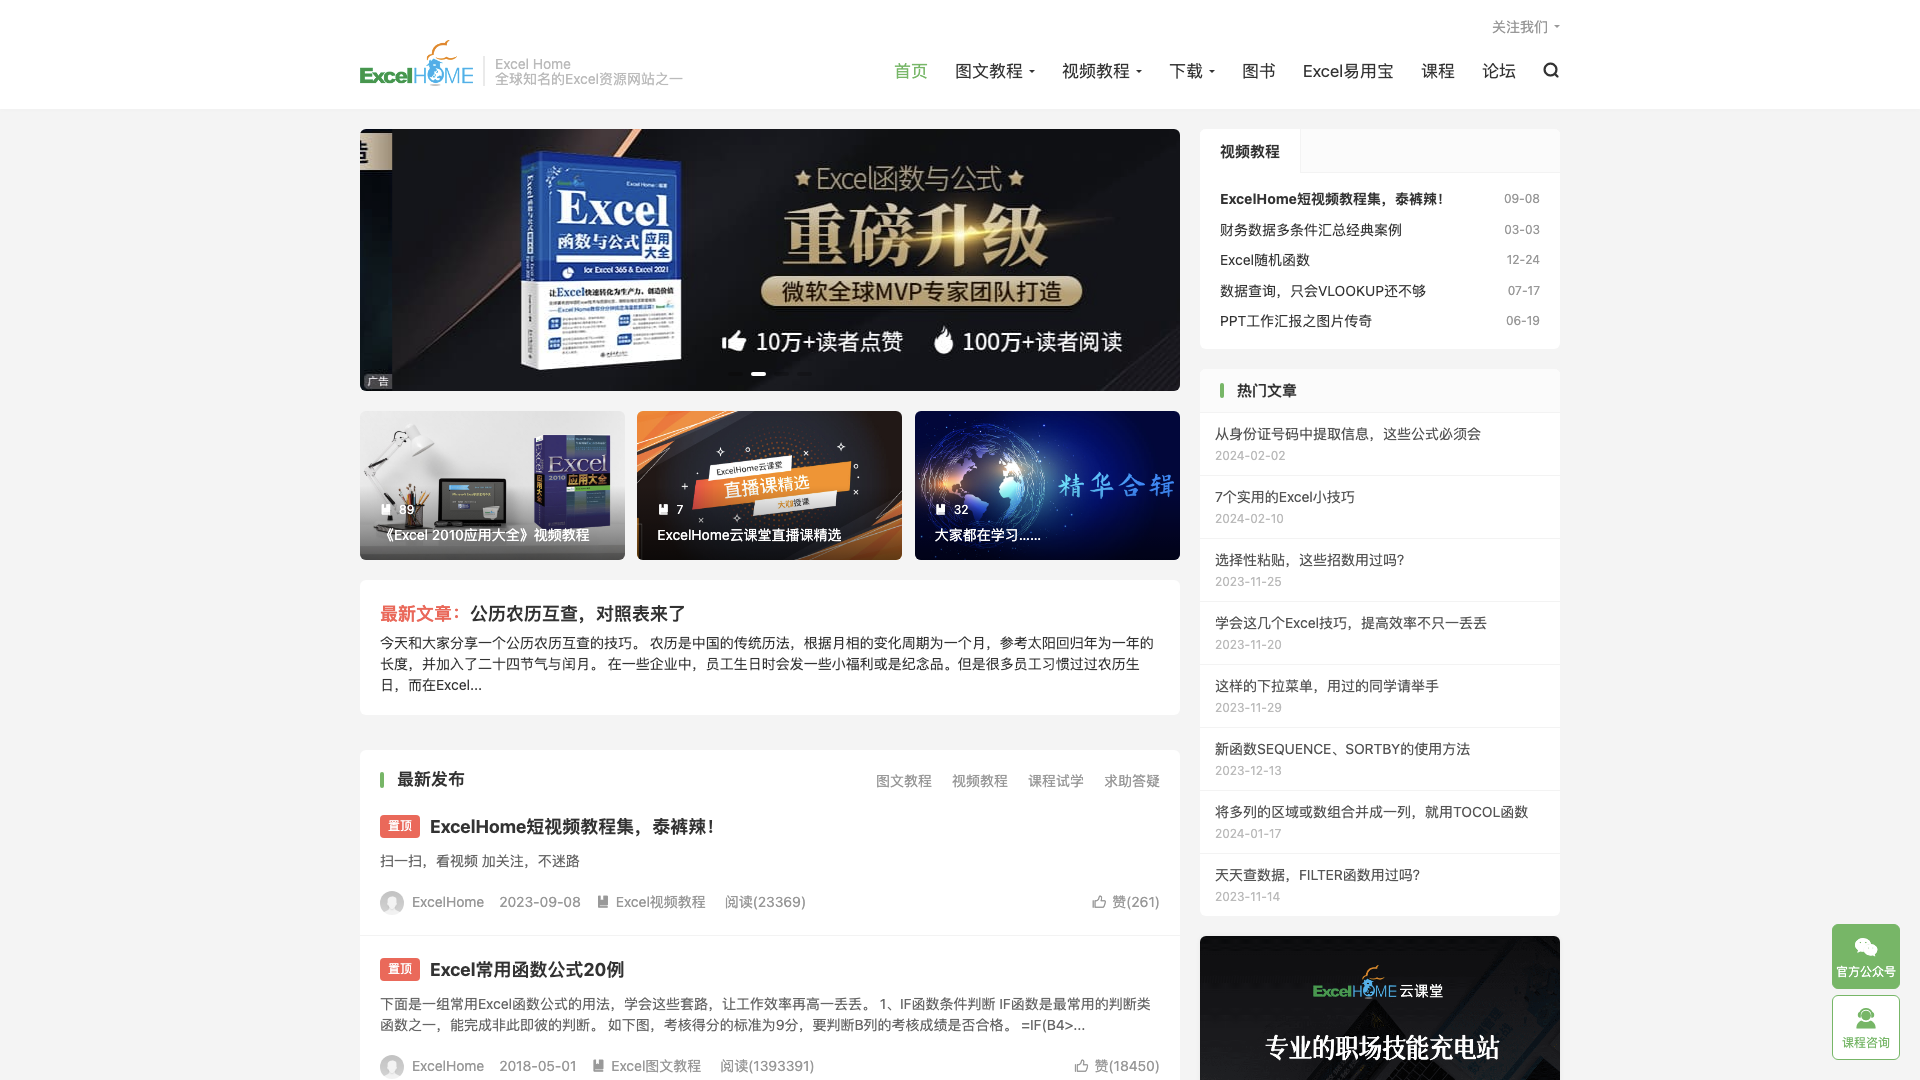 关注我们
ExcelHOME
Excel Home
全球知名的Excel资源网站之一
首页
图文教程
视频教程
下载
图书
Excel易用宝
课程
论坛
Excel函数与公式
重磅升级
微软全球MVP专家团队打造
10万+读者点赞
100万+读者阅读
Excel Home 编著
Excel
函数与公式
应用大全
for Excel 365 & Excel 2021
让Excel快速转化为生产力，创造价值
广告
Excel
2010
应用大全
89
《Excel 2010应用大全》视频教程
ExcelHome云课堂
直播课精选
大咖授课
7
ExcelHome云课堂直播课精选
精华合辑
32
大家都在学习……
最新文章：公历农历互查，对照表来了
今天和大家分享一个公历农历互查的技巧。 农历是中国的传统历法，根据月相的变化周期为一个月，参考太阳回归年为一年的
长度，并加入了二十四节气与闰月。 在一些企业中，员工生日时会发一些小福利或是纪念品。但是很多员工习惯过过农历生
日，而在Excel...
最新发布
图文教程
视频教程
课程试学
求助答疑
置顶 ExcelHome短视频教程集，泰裤辣！
扫一扫，看视频 加关注，不迷路
ExcelHome 2023-09-08 Excel视频教程 阅读(23369) 赞(261)
置顶 Excel常用函数公式20例
下面是一组常用Excel函数公式的用法，学会这些套路，让工作效率再高一丢丢。 1、IF函数条件判断 IF函数是最常用的判断类
函数之一，能完成非此即彼的判断。 如下图，考核得分的标准为9分，要判断B列的考核成绩是否合格。 =IF(B4>...
ExcelHome 2018-05-01 Excel图文教程 阅读(1393391) 赞(18450)
视频教程
ExcelHome短视频教程集，泰裤辣！ 09-08
财务数据多条件汇总经典案例 03-03
Excel随机函数 12-24
数据查询，只会VLOOKUP还不够 07-17
PPT工作汇报之图片传奇 06-19
热门文章
从身份证号码中提取信息，这些公式必须会
2024-02-02
7个实用的Excel小技巧
2024-02-10
选择性粘贴，这些招数用过吗？
2023-11-25
学会这几个Excel技巧，提高效率不只一丢丢
2023-11-20
这样的下拉菜单，用过的同学请举手
2023-11-29
新函数SEQUENCE、SORTBY的使用方法
2023-12-13
将多列的区域或数组合并成一列，就用TOCOL函数
2024-01-17
天天查数据，FILTER函数用过吗？
2023-11-14
ExcelHOME 云课堂
专业的职场技能充电站
官方公众号
课程咨询